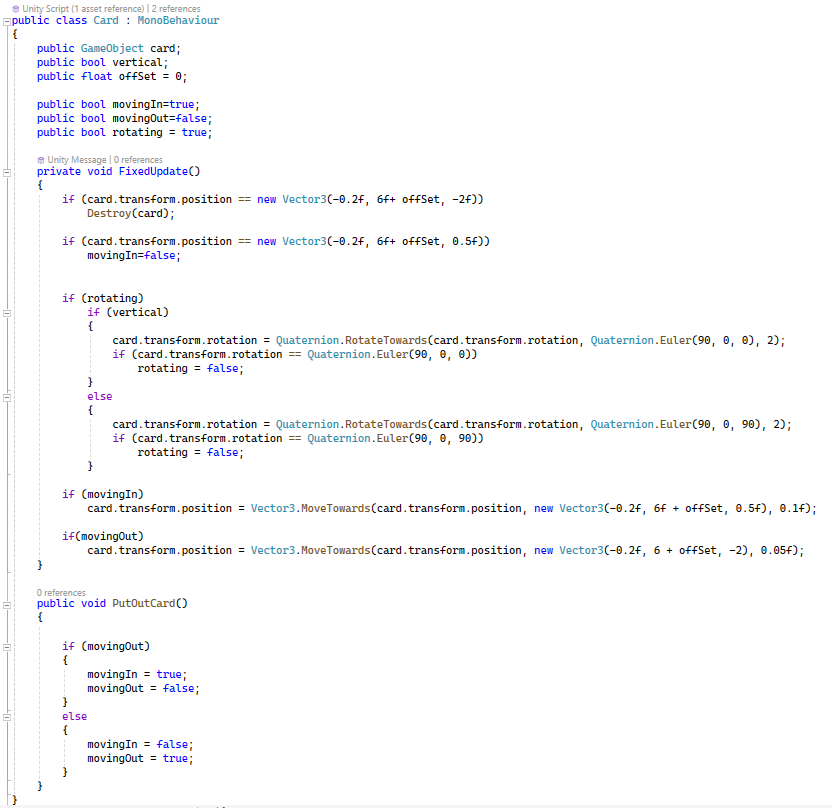 Unity Script (1 asset reference) | 2 references
public class Card : MonoBehaviour
{
    public GameObject card;
    public bool vertical;
    public float offSet = 0;

    public bool movingIn=true;
    public bool movingOut=false;
    public bool rotating = true;

    Unity Message | 0 references
    private void FixedUpdate()
    {
        if (card.transform.position == new Vector3(-0.2f, 6f+ offSet, -2f))
            Destroy(card);

        if (card.transform.position == new Vector3(-0.2f, 6f+ offSet, 0.5f))
            movingIn=false;


        if (rotating)
            if (vertical)
            {
                card.transform.rotation = Quaternion.RotateTowards(card.transform.rotation, Quaternion.Euler(90, 0, 0), 2);
                if (card.transform.rotation == Quaternion.Euler(90, 0, 0))
                    rotating = false;
            }
            else
            {
                card.transform.rotation = Quaternion.RotateTowards(card.transform.rotation, Quaternion.Euler(90, 0, 90), 2);
                if (card.transform.rotation == Quaternion.Euler(90, 0, 90))
                    rotating = false;
            }

        if (movingIn)
            card.transform.position = Vector3.MoveTowards(card.transform.position, new Vector3(-0.2f, 6f + offSet, 0.5f), 0.1f);

        if(movingOut)
            card.transform.position = Vector3.MoveTowards(card.transform.position, new Vector3(-0.2f, 6 + offSet, -2), 0.05f);
    }

    0 references
    public void PutOutCard()
    {

        if (movingOut)
        {
            movingIn = true;
            movingOut = false;
        }
        else
        {
            movingIn = false;
            movingOut = true;
        }
    }
}